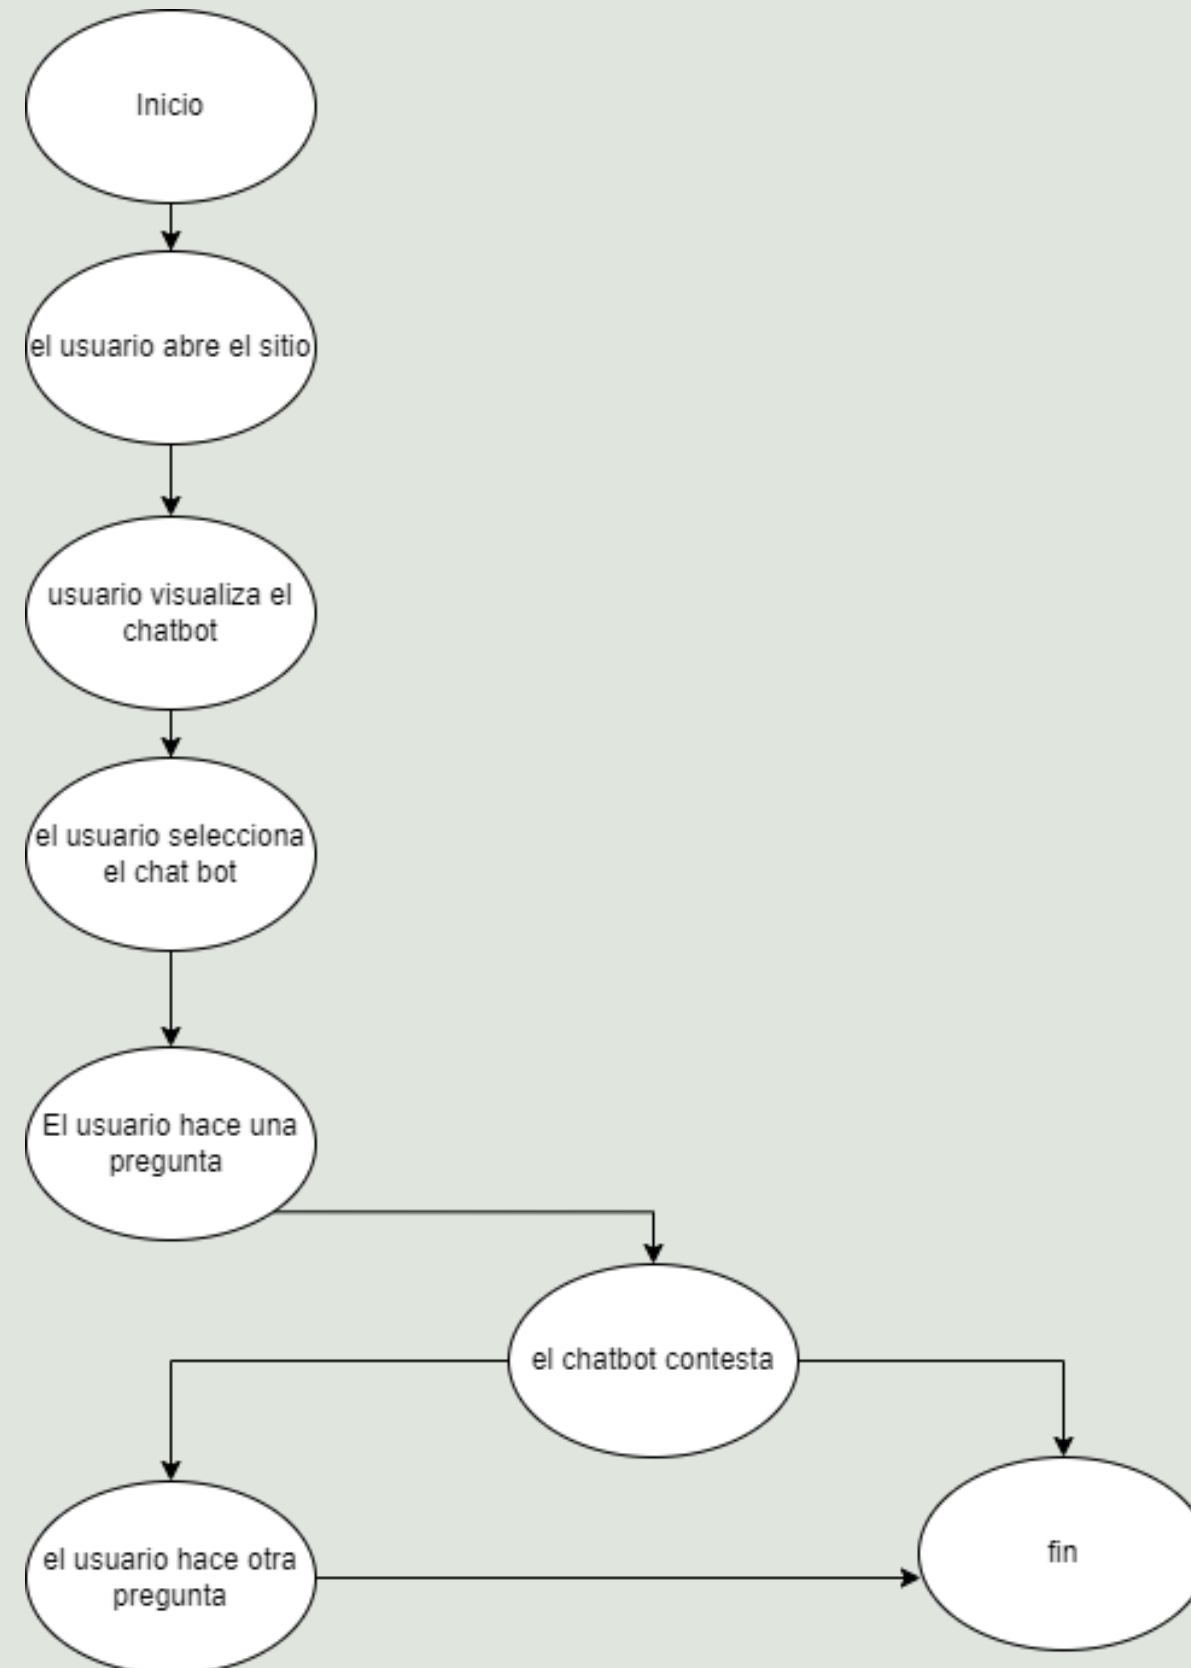 Inicio
el usuario abre el sitio
usuario visualiza el
chatbot
el usuario selecciona
el chat bot
El usuario hace una
pregunta
el chatbot contesta
el usuario hace otra
pregunta
fin